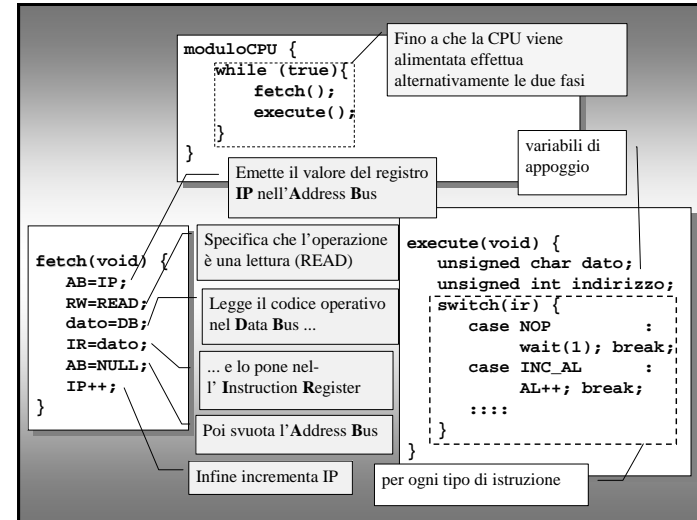 moduloCPU {
while (true){
fetch();
execute();
}
}
Fino a che la CPU viene
alimentata effettua
alternativamente le due fasi
variabili di
appoggio
Emette il valore del registro
IP nell'Address Bus
fetch(void) {
AB=IP;
RW=READ;
dato=DB;
IR=dato;
AB=NULL;
IP++;
}
Specifica che l'operazione
è una lettura (READ)
Legge il codice operativo
nel Data Bus ...
... e lo pone nel-
l' Instruction Register
Poi svuota l'Address Bus
Infine incrementa IP
execute(void) {
unsigned char dato;
unsigned int indirizzo;
switch(ir) {
case NOP :
wait(1); break;
case INC_AL :
AL++; break;
::::
}
}
per ogni tipo di istruzione